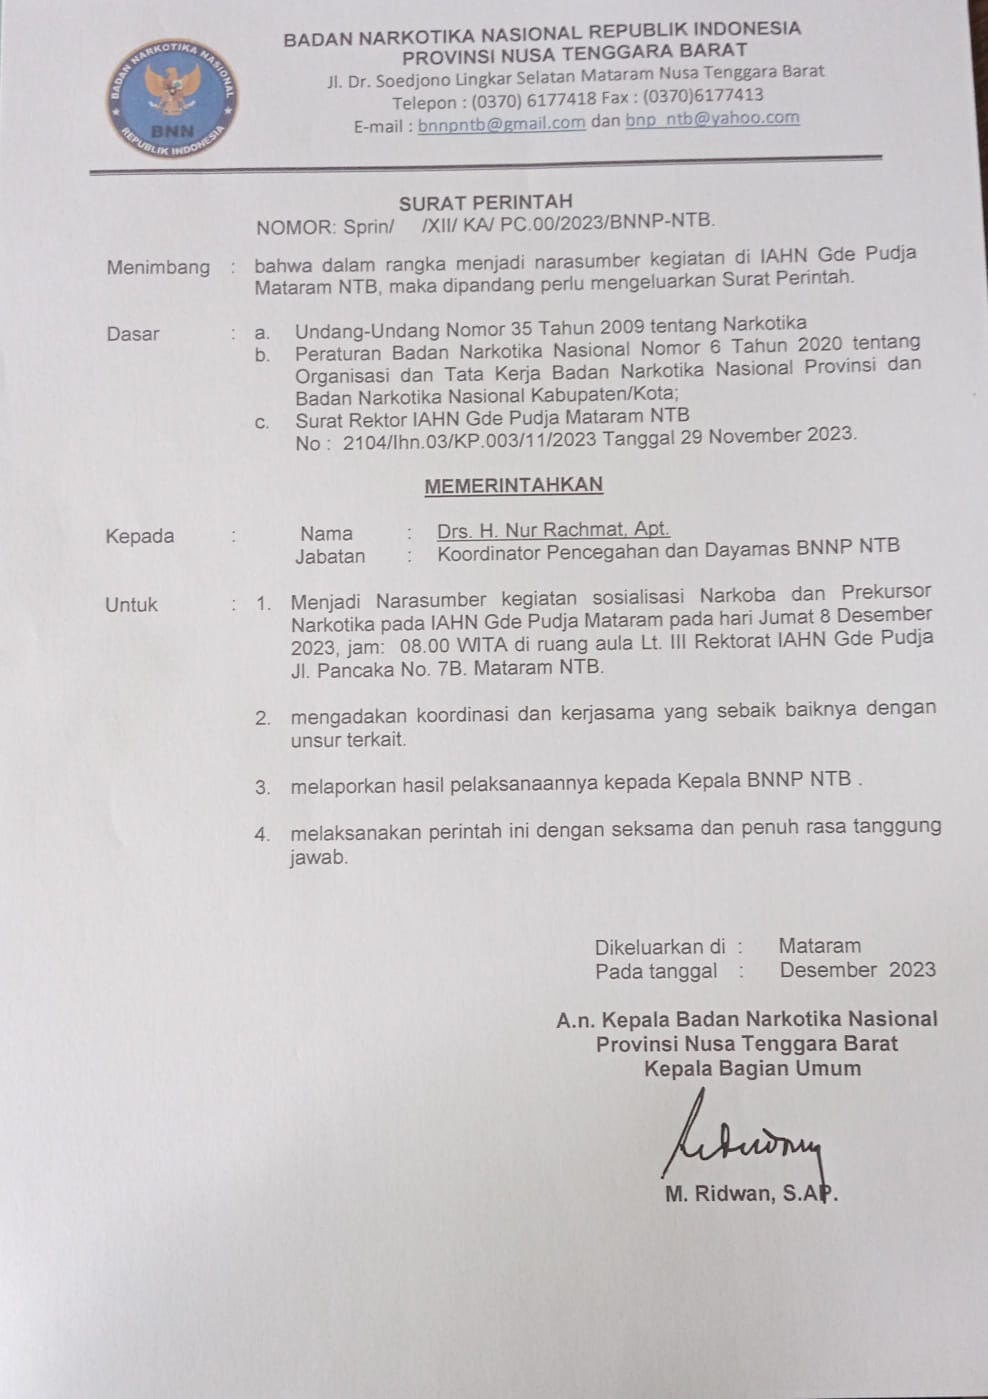 BADAN NARKOTIKA NASIONAL
BNN
REPUBLIK INDONESIA
BADAN NARKOTIKA NASIONAL REPUBLIK INDONESIA
PROVINSI NUSA TENGGARA BARAT
Jl. Dr. Soedjono Lingkar Selatan Mataram Nusa Tenggara Barat
Telepon : (0370) 6177418 Fax : (0370)6177413
E-mail : bnnpntb@gmail.com dan bnp_ntb@yahoo.com
SURAT PERINTAH
NOMOR: Sprin/ /XII/ KA/ PC.00/2023/BNNP-NTB.
Menimbang : bahwa dalam rangka menjadi narasumber kegiatan di IAHN Gde Pudja
Mataram NTB, maka dipandang perlu mengeluarkan Surat Perintah.
Dasar : a. Undang-Undang Nomor 35 Tahun 2009 tentang Narkotika
b. Peraturan Badan Narkotika Nasional Nomor 6 Tahun 2020 tentang
Organisasi dan Tata Kerja Badan Narkotika Nasional Provinsi dan
Badan Narkotika Nasional Kabupaten/Kota;
c. Surat Rektor IAHN Gde Pudja Mataram NTB
No : 2104/Ihn.03/KP.003/11/2023 Tanggal 29 November 2023.
MEMERINTAHKAN
Kepada : Nama : Drs. H. Nur Rachmat, Apt.
Jabatan : Koordinator Pencegahan dan Dayamas BNNP NTB
Untuk : 1. Menjadi Narasumber kegiatan sosialisasi Narkoba dan Prekursor
Narkotika pada IAHN Gde Pudja Mataram pada hari Jumat 8 Desember
2023, jam: 08.00 WITA di ruang aula Lt. III Rektorat IAHN Gde Pudja
Jl. Pancaka No. 7B. Mataram NTB.
2. mengadakan koordinasi dan kerjasama yang sebaik baiknya dengan
unsur terkait.
3. melaporkan hasil pelaksanaannya kepada Kepala BNNP NTB .
4. melaksanakan perintah ini dengan seksama dan penuh rasa tanggung
jawab.
Dikeluarkan di : Mataram
Pada tanggal : Desember 2023
A.n. Kepala Badan Narkotika Nasional
Provinsi Nusa Tenggara Barat
Kepala Bagian Umum
M. Ridwan, S.AP.